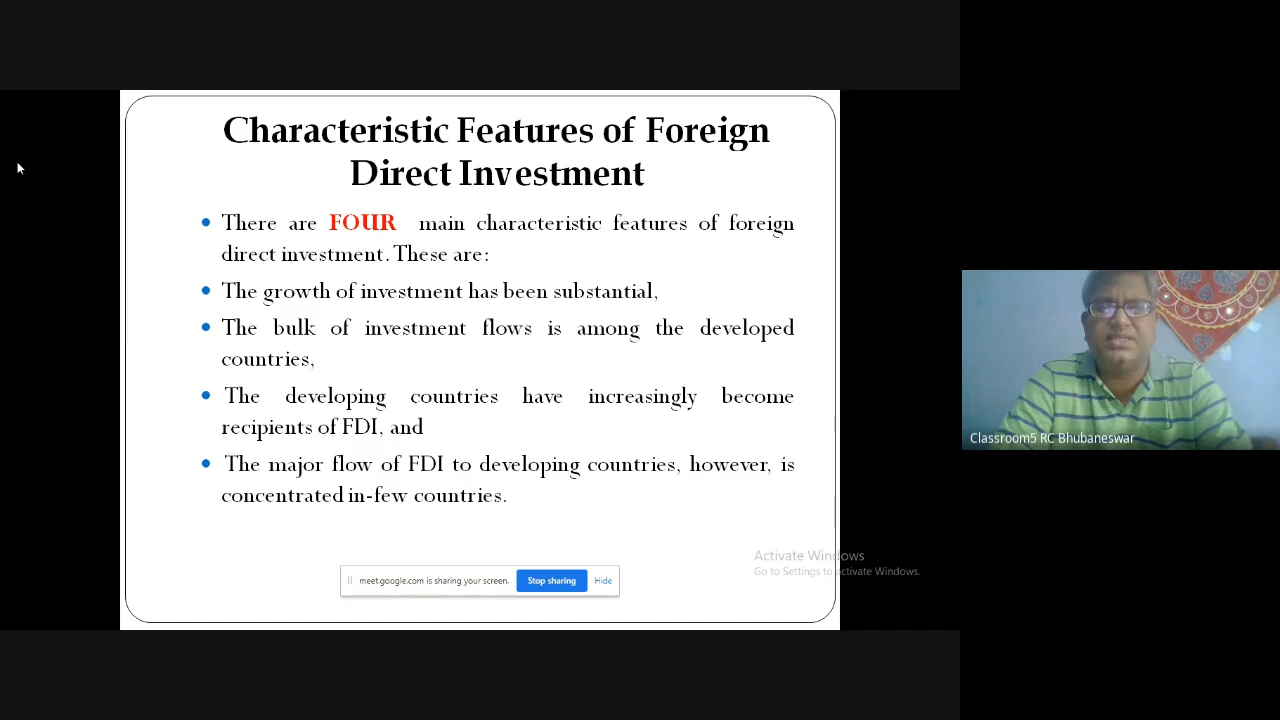 Characteristic Features of Foreign
Direct Investment
• There are FOUR main characteristic features of foreign
direct investment. These are:
• The growth of investment has been substantial,
• The bulk of investment flows is among the developed
countries,
• The developing countries have increasingly become
recipients of FDI, and
• The major flow of FDI to developing countries, however, is
concentrated in-few countries.
meet.google.com is sharing your screen. Stop sharing Hide
Activate Windows
Go to Settings to activate Windows.
Classroom5 RC Bhubaneswar